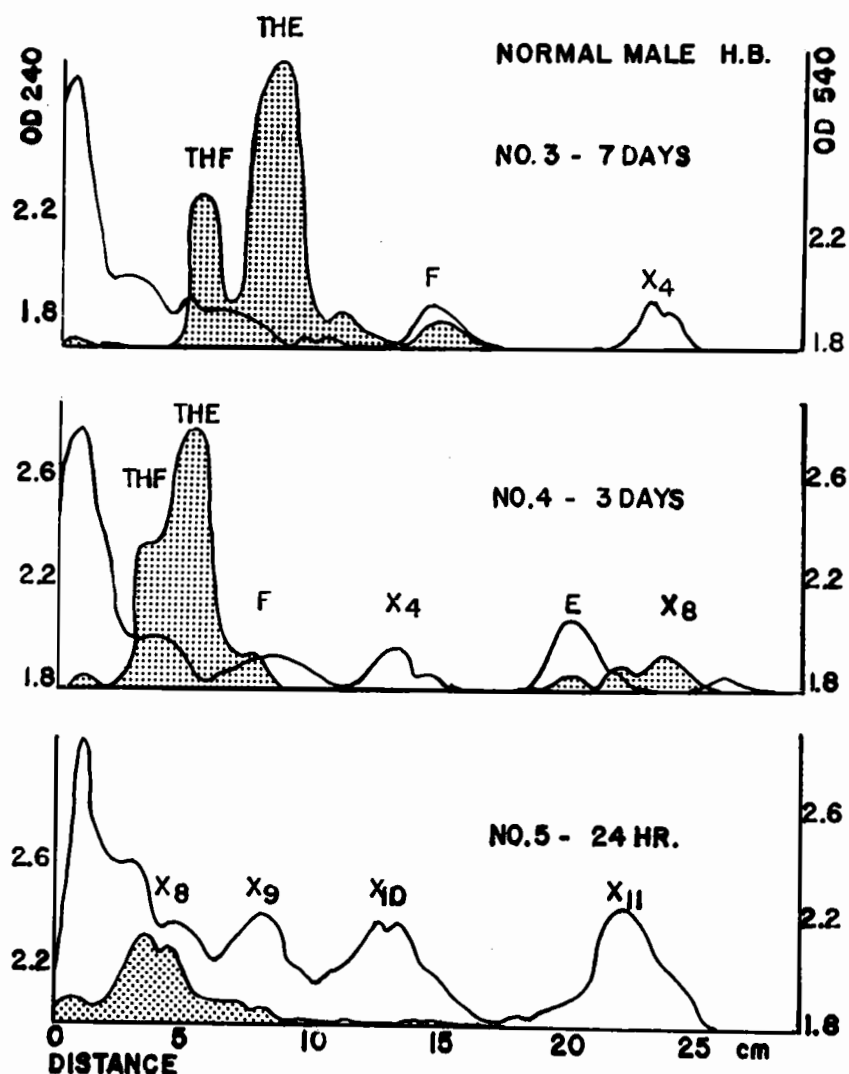 THE
NORMAL MALE H.B.
OD 240
OD 540
THF
NO. 3 - 7 DAYS
2.2
2.2
F
X4
1.8
1.8
THE
2.6
THF
NO.4 - 3 DAYS
2.6
2.2
2.2
F
X4
E
X8
1.8
1.8
2.6
NO.5 - 24 HR.
2.6
X8
X9
X10
X11
2.2
2.2
1.8
0
5
10
15
20
25
cm
DISTANCE